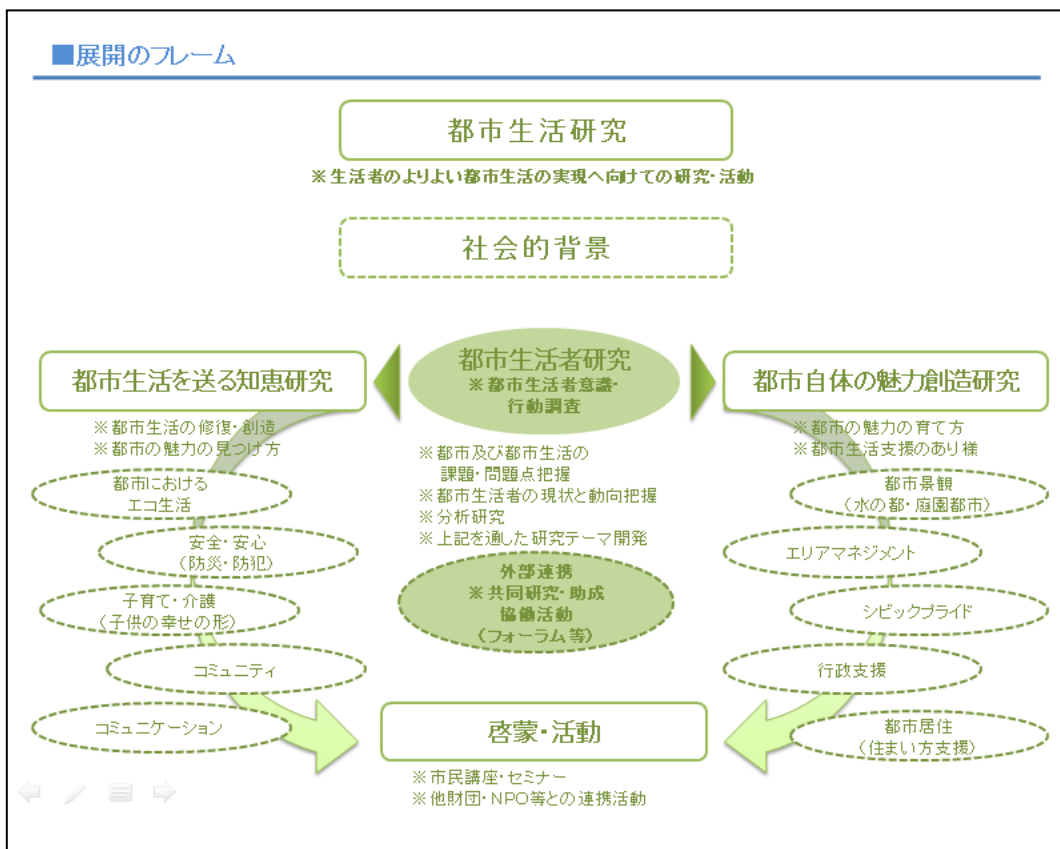 ■展開のフレーム
都市生活研究
※生活者のよりよい都市生活の実現へ向けての研究・活動
社会的背景
都市生活を送る知恵研究
※都市生活の修復・創造
※都市の魅力の見つけ方
都市における
エコ生活
安全・安心
(防災・防犯)
子育て・介護
(子供の幸せの形)
コミュニティ
コミュニケーション
都市生活者研究
※都市生活者意識・
行動調査
※都市及び都市生活の
課題・問題点把握
※都市生活者の現状と動向把握
※分析研究
※上記を通した研究テーマ開発
外部連携
※共同研究・助成
協働活動
(フォーラム等)
都市自体の魅力創造研究
※都市の魅力の育て方
※都市生活支援のあり様
都市景観
(水の都・庭園都市)
エリアマネジメント
シビックプライド
行政支援
都市居住
(住まい方支援)
啓蒙・活動
※市民講座・セミナー
※他財団・NPO等との連携活動